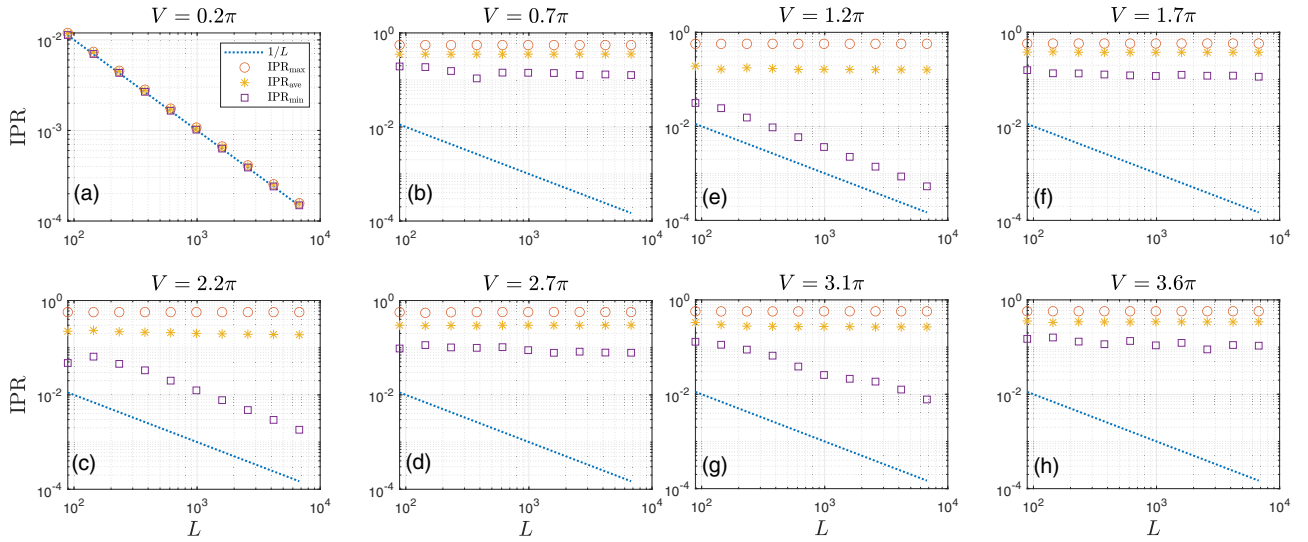 V = 0.2π
V = 0.7π
V = 1.2π
V = 1.7π
IPR
10^-2
10^-3
10^-4
10^2
10^3
10^4
1/L
IPR_max
IPR_ave
IPR_min
(a)
10^0
10^-2
10^-4
10^2
10^3
10^4
(b)
10^0
10^-2
10^-4
10^2
10^3
10^4
(e)
10^0
10^-2
10^-4
10^2
10^3
10^4
(f)
V = 2.2π
V = 2.7π
V = 3.1π
V = 3.6π
IPR
10^0
10^-2
10^-4
10^2
10^3
10^4
(c)
L
10^0
10^-2
10^-4
10^2
10^3
10^4
(d)
L
10^0
10^-2
10^-4
10^2
10^3
10^4
(g)
L
10^0
10^-2
10^-4
10^2
10^3
10^4
(h)
L